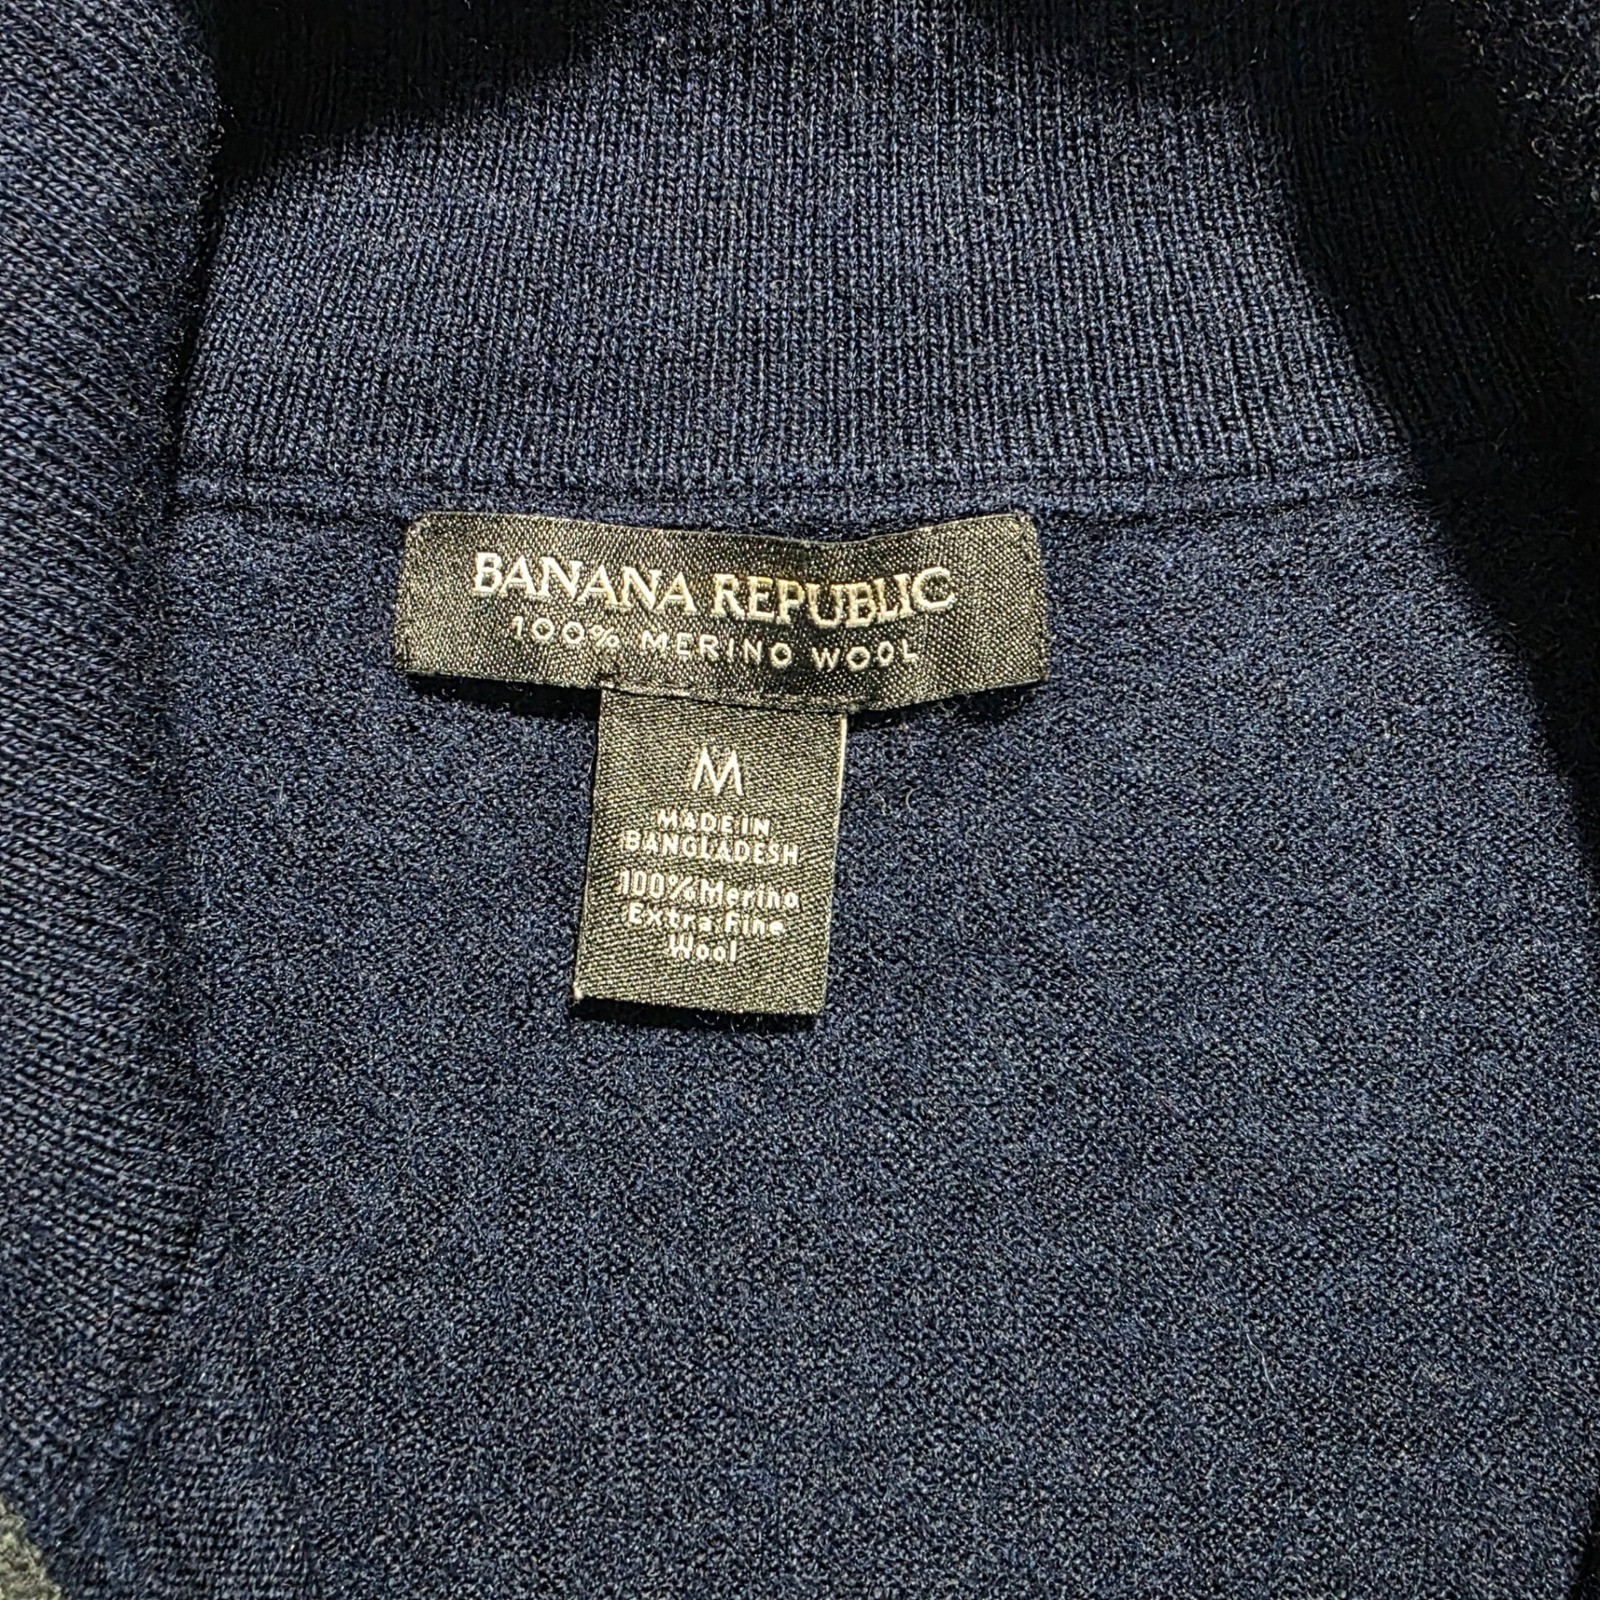 BANANA REPUBLIC
100% MERINO WOOL
M
MADE IN
BANGLADESH
100%Merino
Extra Fine
Wool